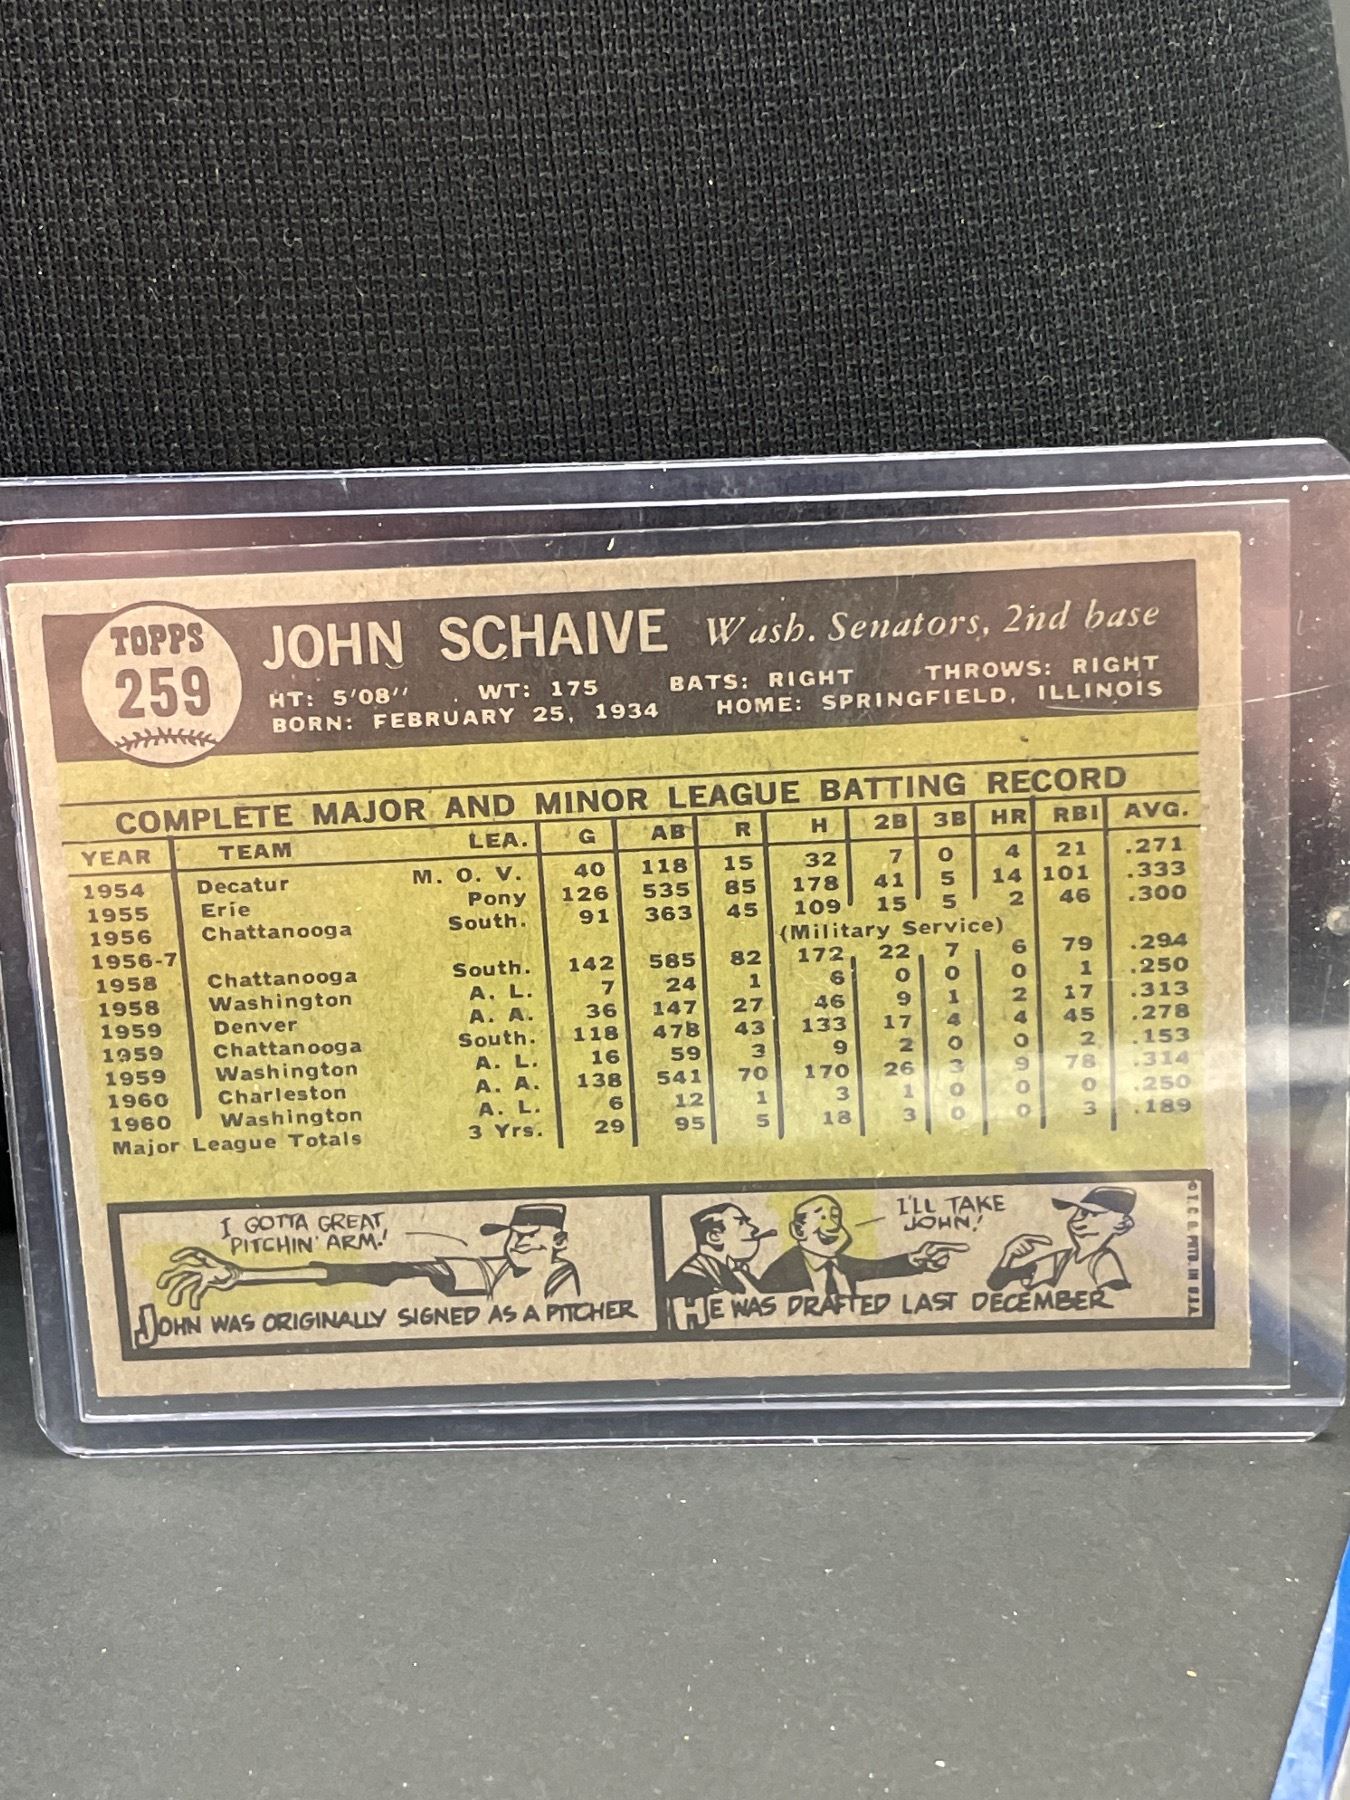 TOPPS
259
JOHN SCHAIVE Wash. Senators, 2nd base
HT: 5'08'' WT: 175 BATS: RIGHT THROWS: RIGHT
BORN: FEBRUARY 25, 1934 HOME: SPRINGFIELD, ILLINOIS
COMPLETE MAJOR AND MINOR LEAGUE BATTING RECORD
YEAR TEAM LEA. G AB R H 2B 3B HR RBI AVG.
1954 Decatur M. O. V. 40 118 15 32 7 0 4 21 .271
1955 Erie Pony 126 535 85 178 41 5 14 101 .333
1956 Chattanooga South. 91 363 45 109 15 5 2 46 .300
1956-7 (Military Service)
1958 Chattanooga South. 142 585 82 172 22 7 6 79 .294
1958 Washington A. L. 7 24 1 6 0 0 0 1 .250
1959 Denver A. A. 36 147 27 46 9 1 2 17 .313
1959 Chattanooga South. 118 478 43 133 17 4 4 45 .278
1959 Washington A. L. 16 59 3 9 2 0 0 2 .153
1960 Charleston A. A. 138 541 70 170 26 3 9 78 .314
1960 Washington A. L. 6 12 1 3 1 0 0 0 .250
Major League Totals 3 Yrs. 29 95 5 18 3 0 0 3 .189
I GOTTA GREAT
PITCHIN' ARM!
JOHN WAS ORIGINALLY SIGNED AS A PITCHER
I'LL TAKE
JOHN!
HE WAS DRAFTED LAST DECEMBER
© T. C. G. PRTD. IN U.S.A.